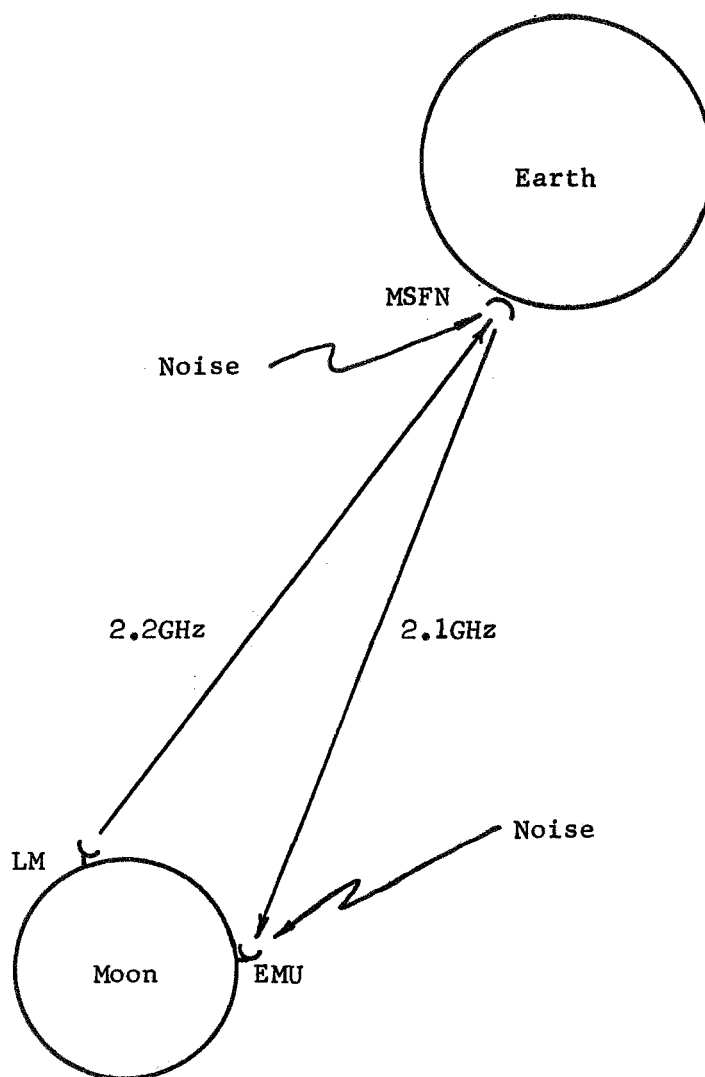 Earth
MSFN
Noise
2.2GHz
2.1GHz
Noise
LM
Moon
EMU